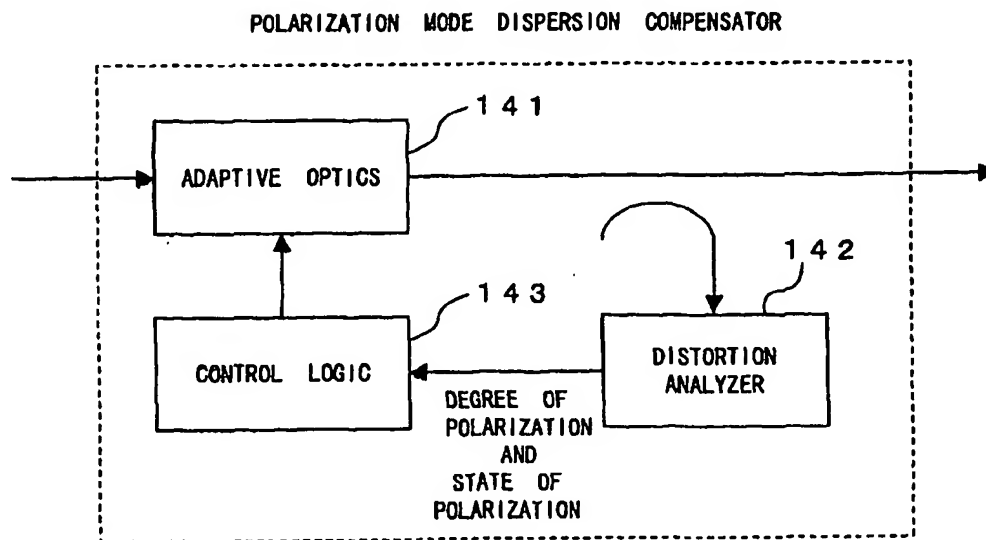 POLARIZATION MODE DISPERSION COMPENSATOR
141
ADAPTIVE OPTICS
142
143
CONTROL LOGIC
DISTORTION
ANALYZER
DEGREE OF
POLARIZATION
AND
STATE OF
POLARIZATION